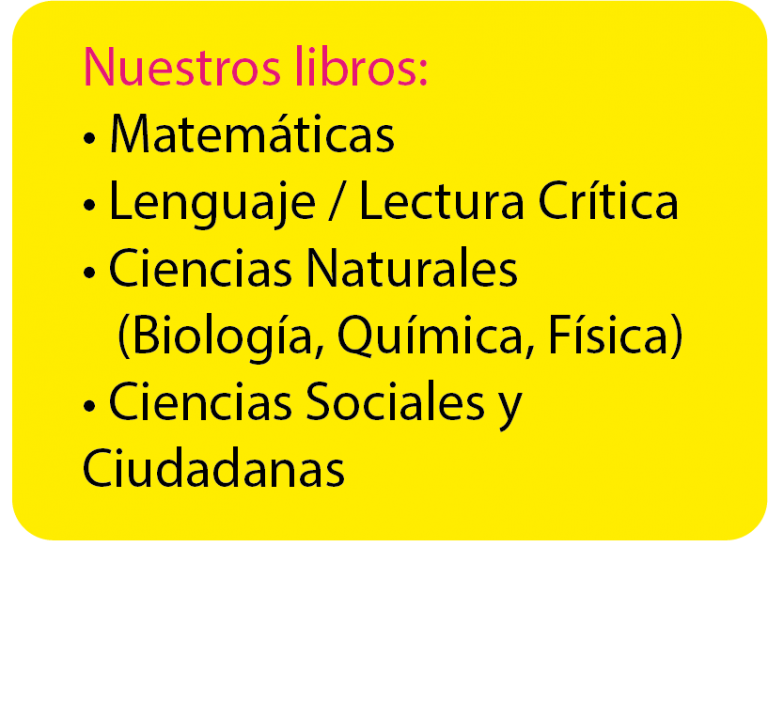 Nuestros libros:
• Matemáticas
• Lenguaje / Lectura Crítica
• Ciencias Naturales
(Biología, Química, Física)
• Ciencias Sociales y
Ciudadanas